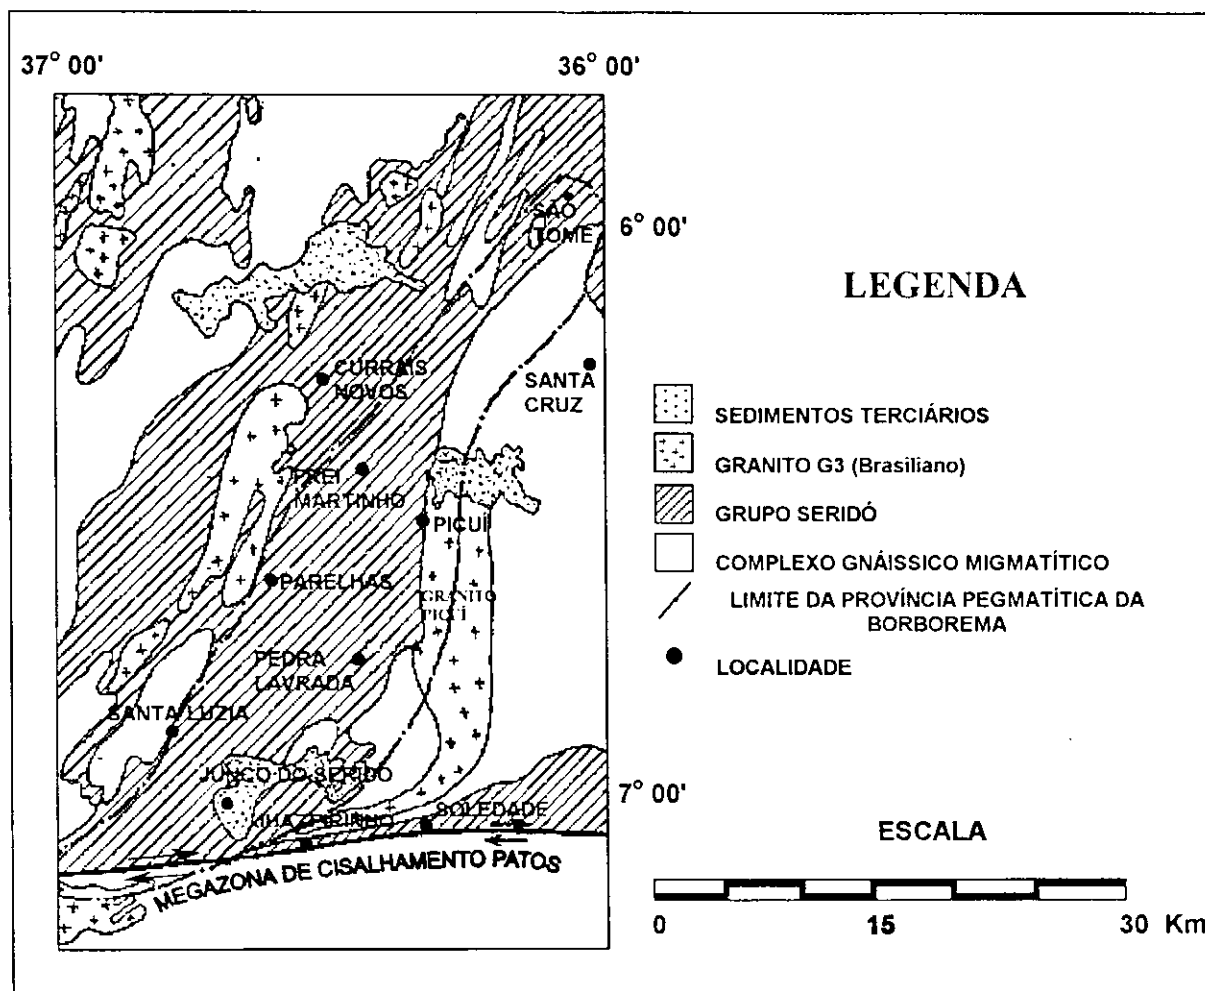 37° 00'
36° 00'
6° 00'
SÃO
TOMÉ
LEGENDA
CURRAIS
NOVOS
SANTA
CRUZ
SEDIMENTOS TERCIÁRIOS
GRANITO G3 (Brasiliano)
FREI
MARTINHO
GRUPO SERIDÓ
PICUÍ
COMPLEXO GNÁISSICO MIGMATÍTICO
PARELHAS
GRANITO
PICUÍ
LIMITE DA PROVÍNCIA PEGMATÍTICA DA
BORBOREMA
PEDRA
LAVRADA
LOCALIDADE
SANTA LUZIA
JUNCO DO SERIDÓ
7° 00'
SOLEDADE
ESCALA
MEGAZONA DE CISALHAMENTO PATOS
0 15 30 Km